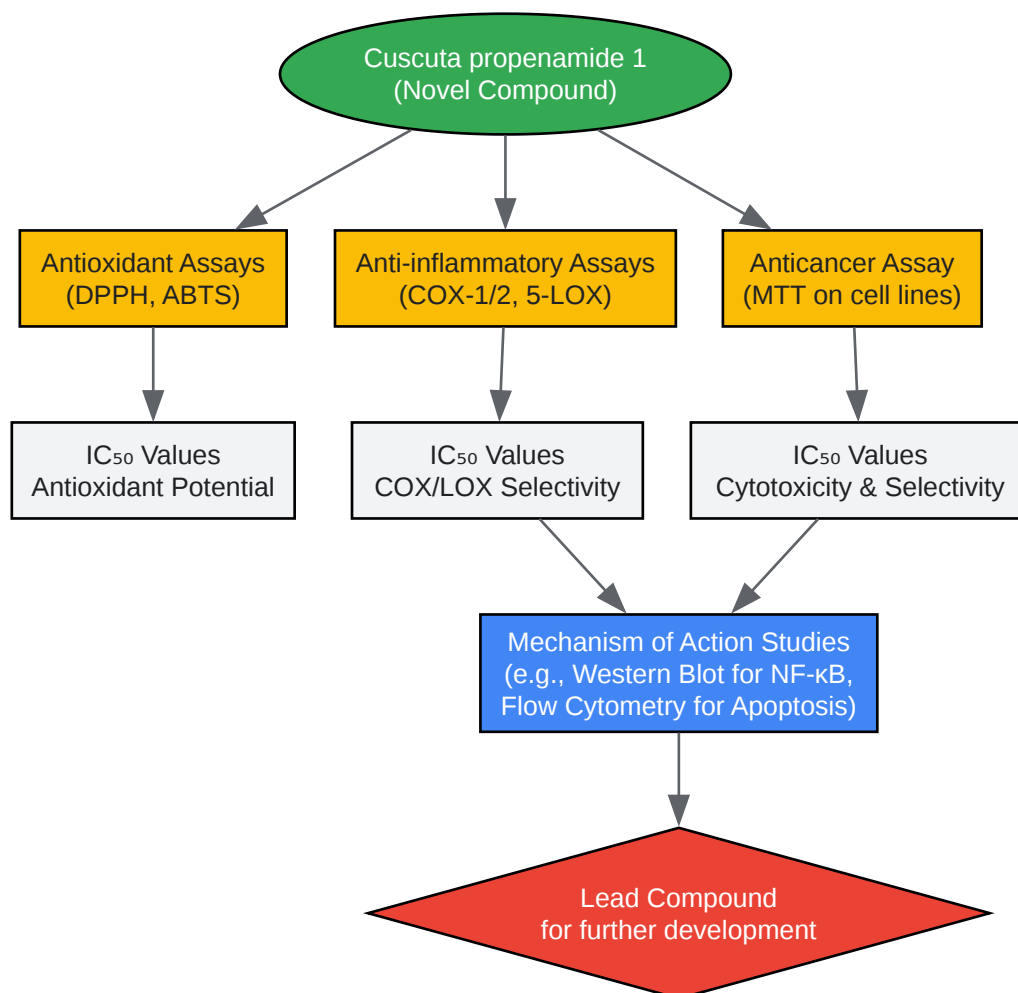 Cuscuta propenamide 1
(Novel Compound)
Antioxidant Assays
(DPPH, ABTS)
Anti-inflammatory Assays
(COX-1/2, 5-LOX)
Anticancer Assay
(MTT on cell lines)
IC₅₀ Values
Antioxidant Potential
IC₅₀ Values
COX/LOX Selectivity
IC₅₀ Values
Cytotoxicity & Selectivity
Mechanism of Action Studies
(e.g., Western Blot for NF-κB,
Flow Cytometry for Apoptosis)
Lead Compound
for further development